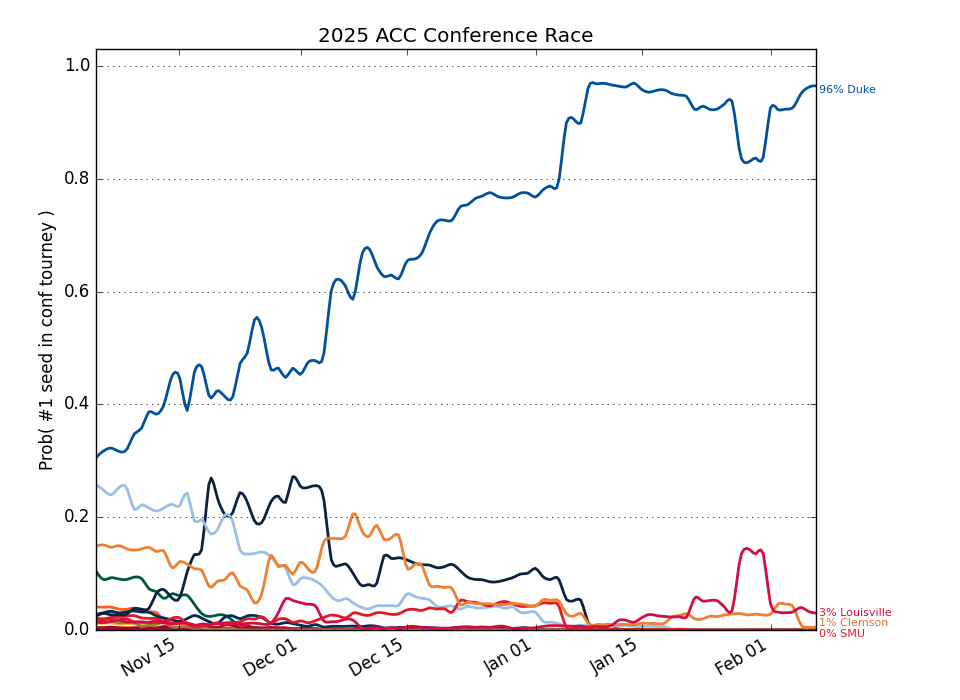 2025 ACC Conference Race
1.0
0.8
0.6
0.4
0.2
0.0
Prob( #1 seed in conf tourney )
96% Duke
3% Louisville
1% Clemson
0% SMU
Nov 15
Dec 01
Dec 15
Jan 01
Jan 15
Feb 01